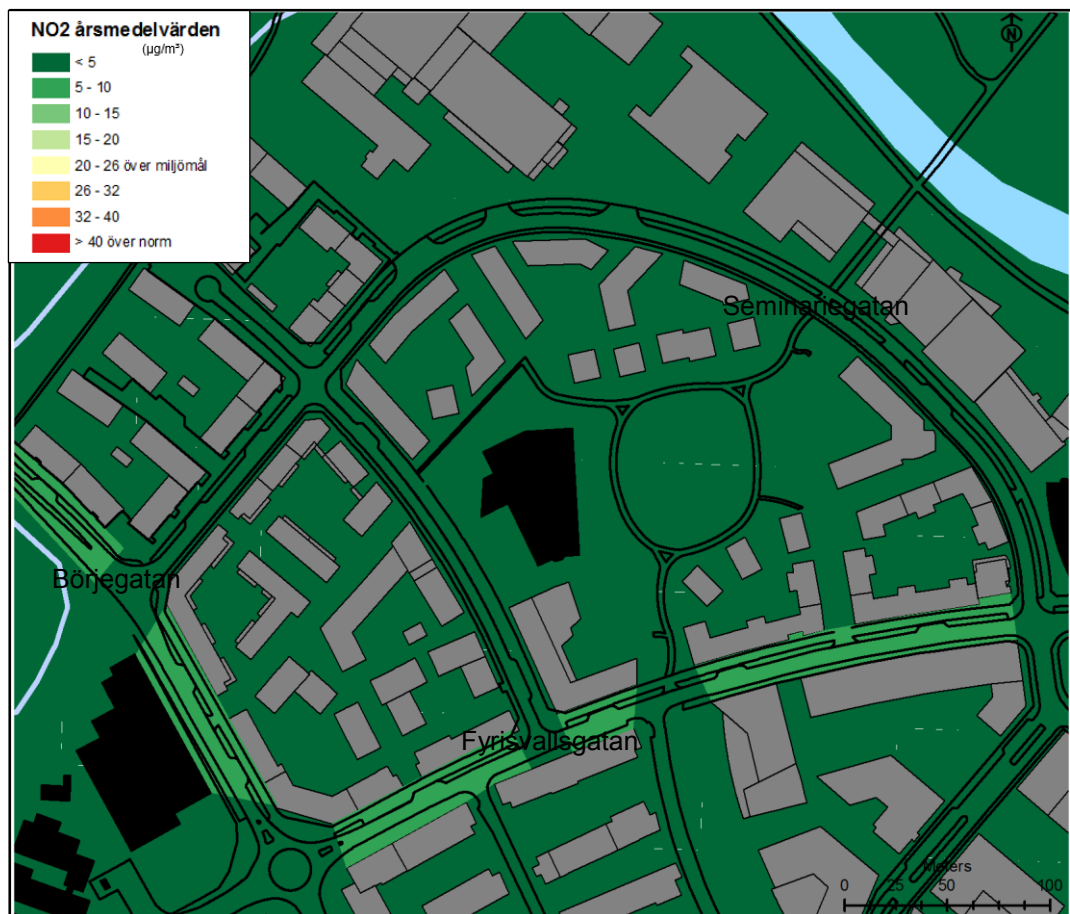 NO2 årsmedelvärden
(µg/m³)
< 5
5 - 10
10 - 15
15 - 20
20 - 26 över miljömål
26 - 32
32 - 40
> 40 över norm
N
Seminariegatan
Börjegatan
Fyrisvallsgatan
Meters
0 25 50 100